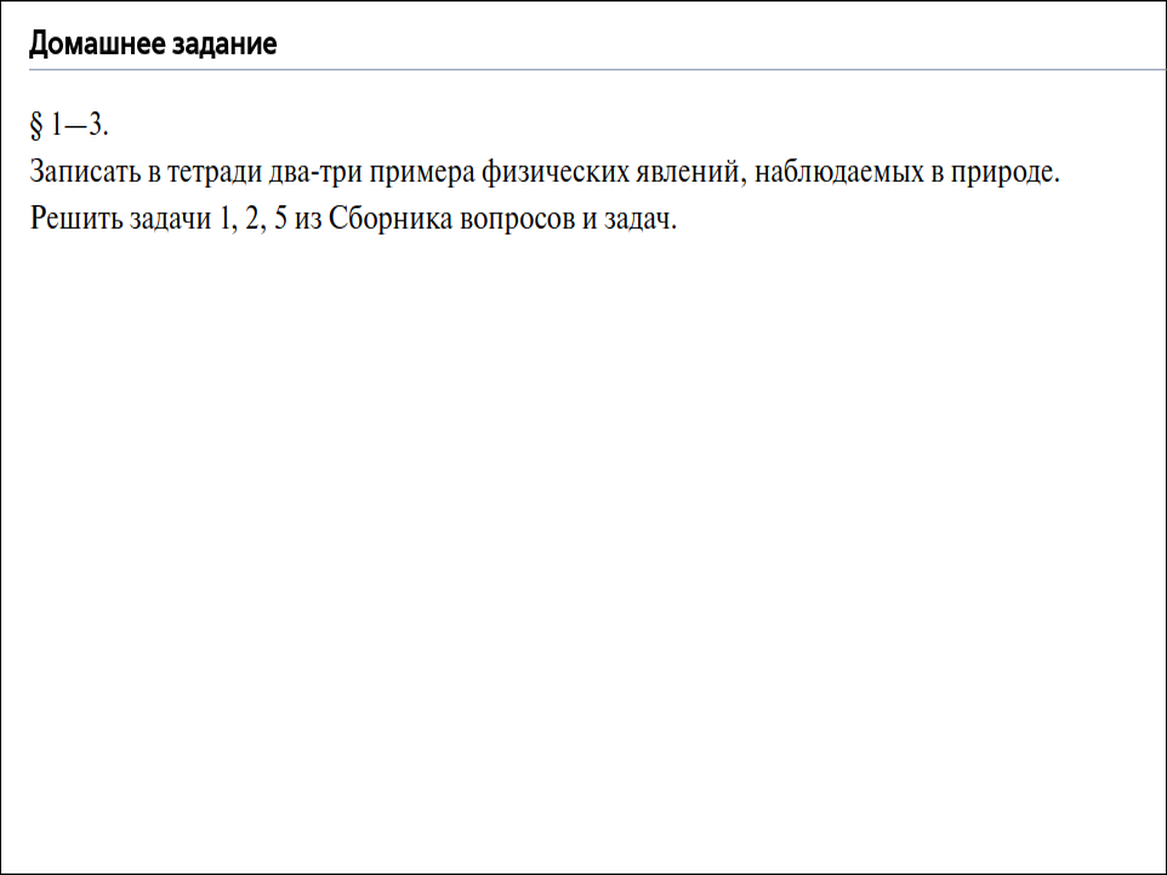 Домашнее задание
§ 1—3.
Записать в тетради два-три примера физических явлений, наблюдаемых в природе.
Решить задачи 1, 2, 5 из Сборника вопросов и задач.